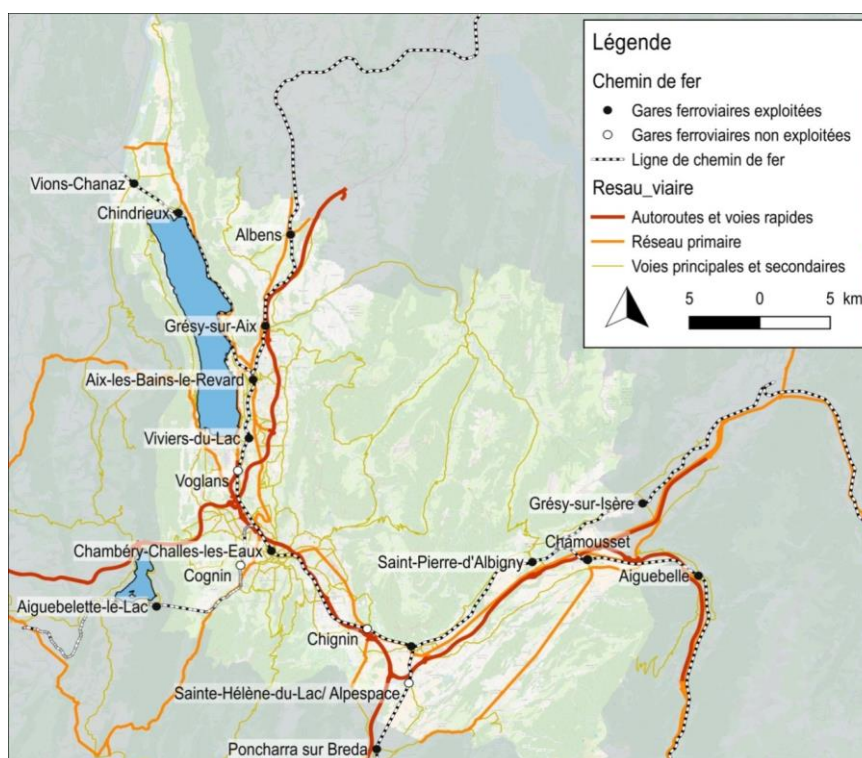 Légende
Chemin de fer
Gares ferroviaires exploitées
Gares ferroviaires non exploitées
Ligne de chemin de fer
Resau_viaire
Autoroutes et voies rapides
Réseau primaire
Voies principales et secondaires
5 0 5 km
Vions-Chanaz
Chindrieux
Albens
Grésy-sur-Aix
Aix-les-Bains-le-Revard
Viviers-du-Lac
Voglans
Grésy-sur-Isère
Chambéry-Challes-les-Eaux
Chamousset
Saint-Pierre-d'Albigny
Cognin
Aiguebelle
Aiguebelette-le-Lac
Chignin
Sainte-Hélène-du-Lac/ Alpespace
Poncharra sur Breda